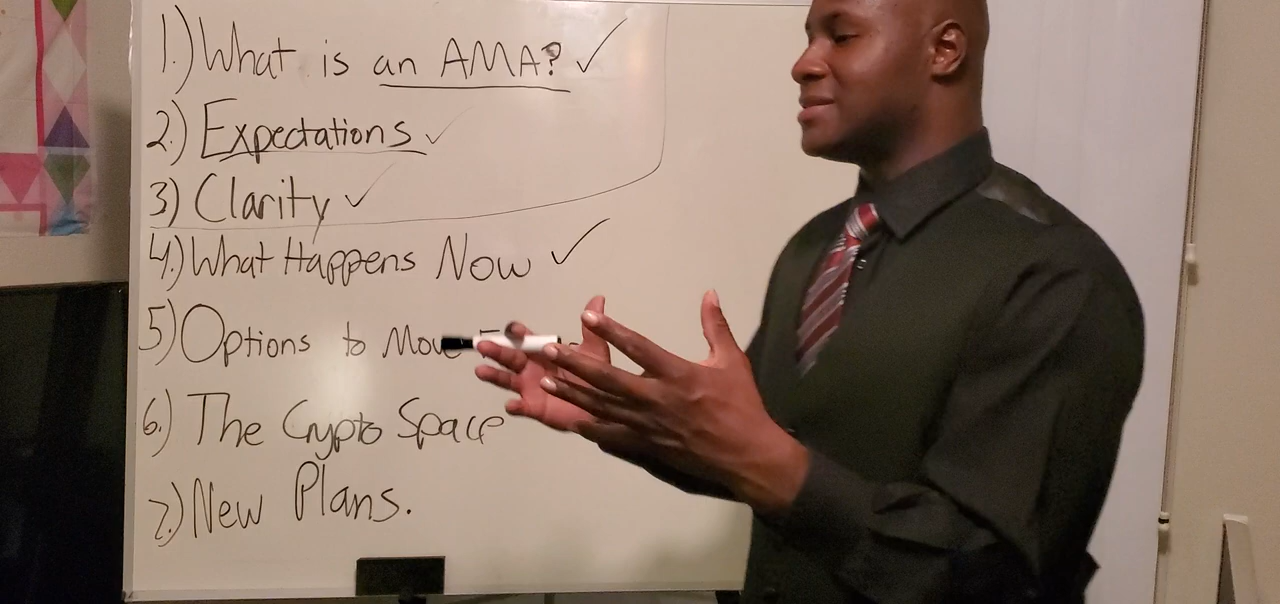 1.) What is an AMA? ✓
2.) Expectations ✓
3) Clarity ✓
4.) What Happens Now ✓
5) Options to Move
6.) The Crypto Space
7.) New Plans.